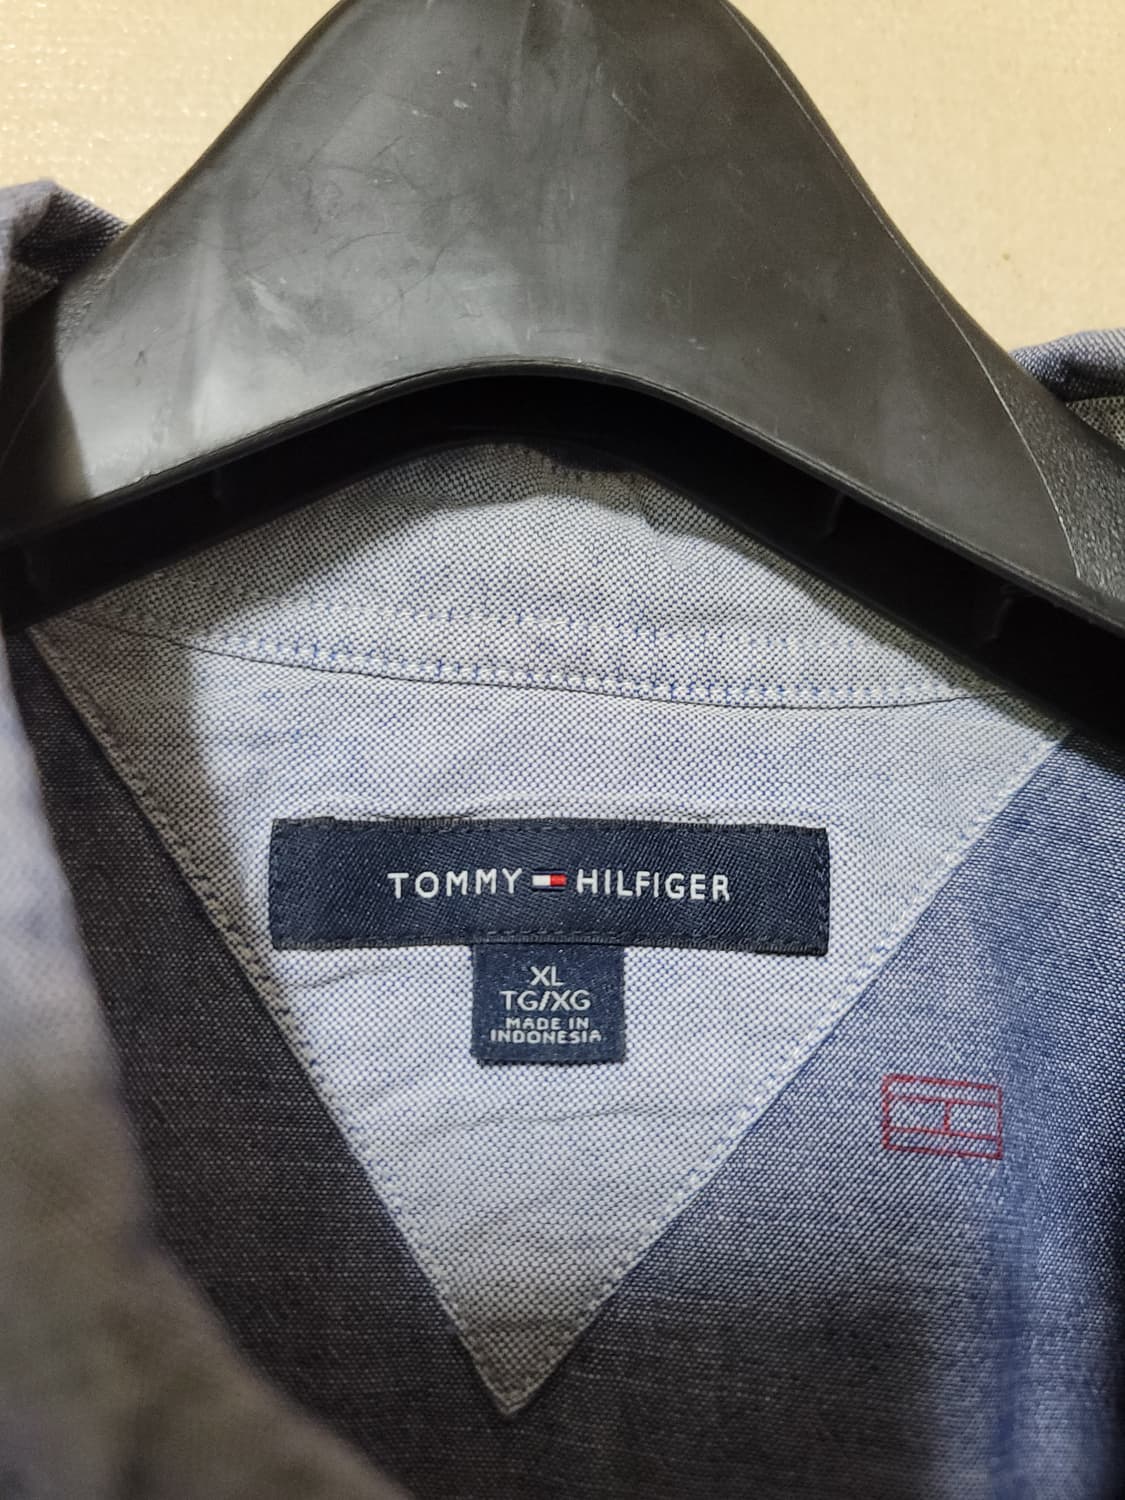 TOMMY HILFIGER
XL
TG/XG
MADE IN
INDONESIA